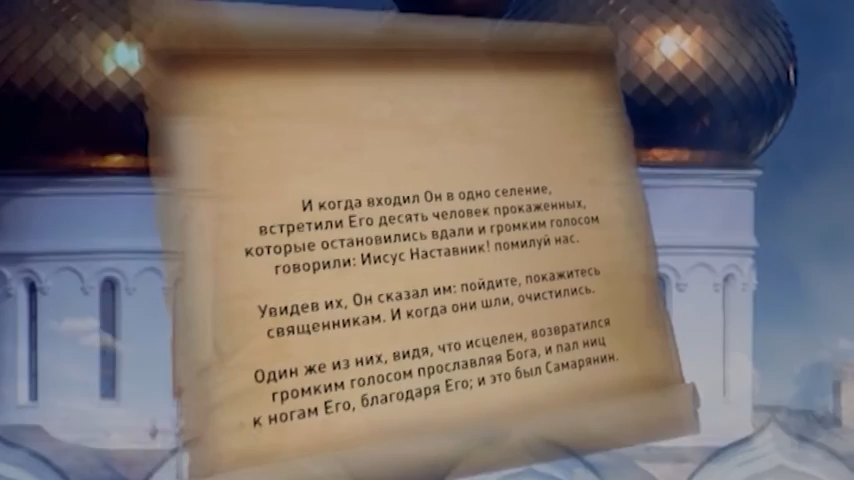 И когда входил Он в одно селение,
встретили Его десять человек прокаженных,
которые остановились вдали и громким голосом
говорили: Иисус Наставник! помилуй нас.
Увидев их, Он сказал им: пойдите, покажитесь
священникам. И когда они шли, очистились.
Один же из них, видя, что исцелен, возвратился
громким голосом прославляя Бога, и пал ниц
к ногам Его, благодаря Его; и это был Самарянин.